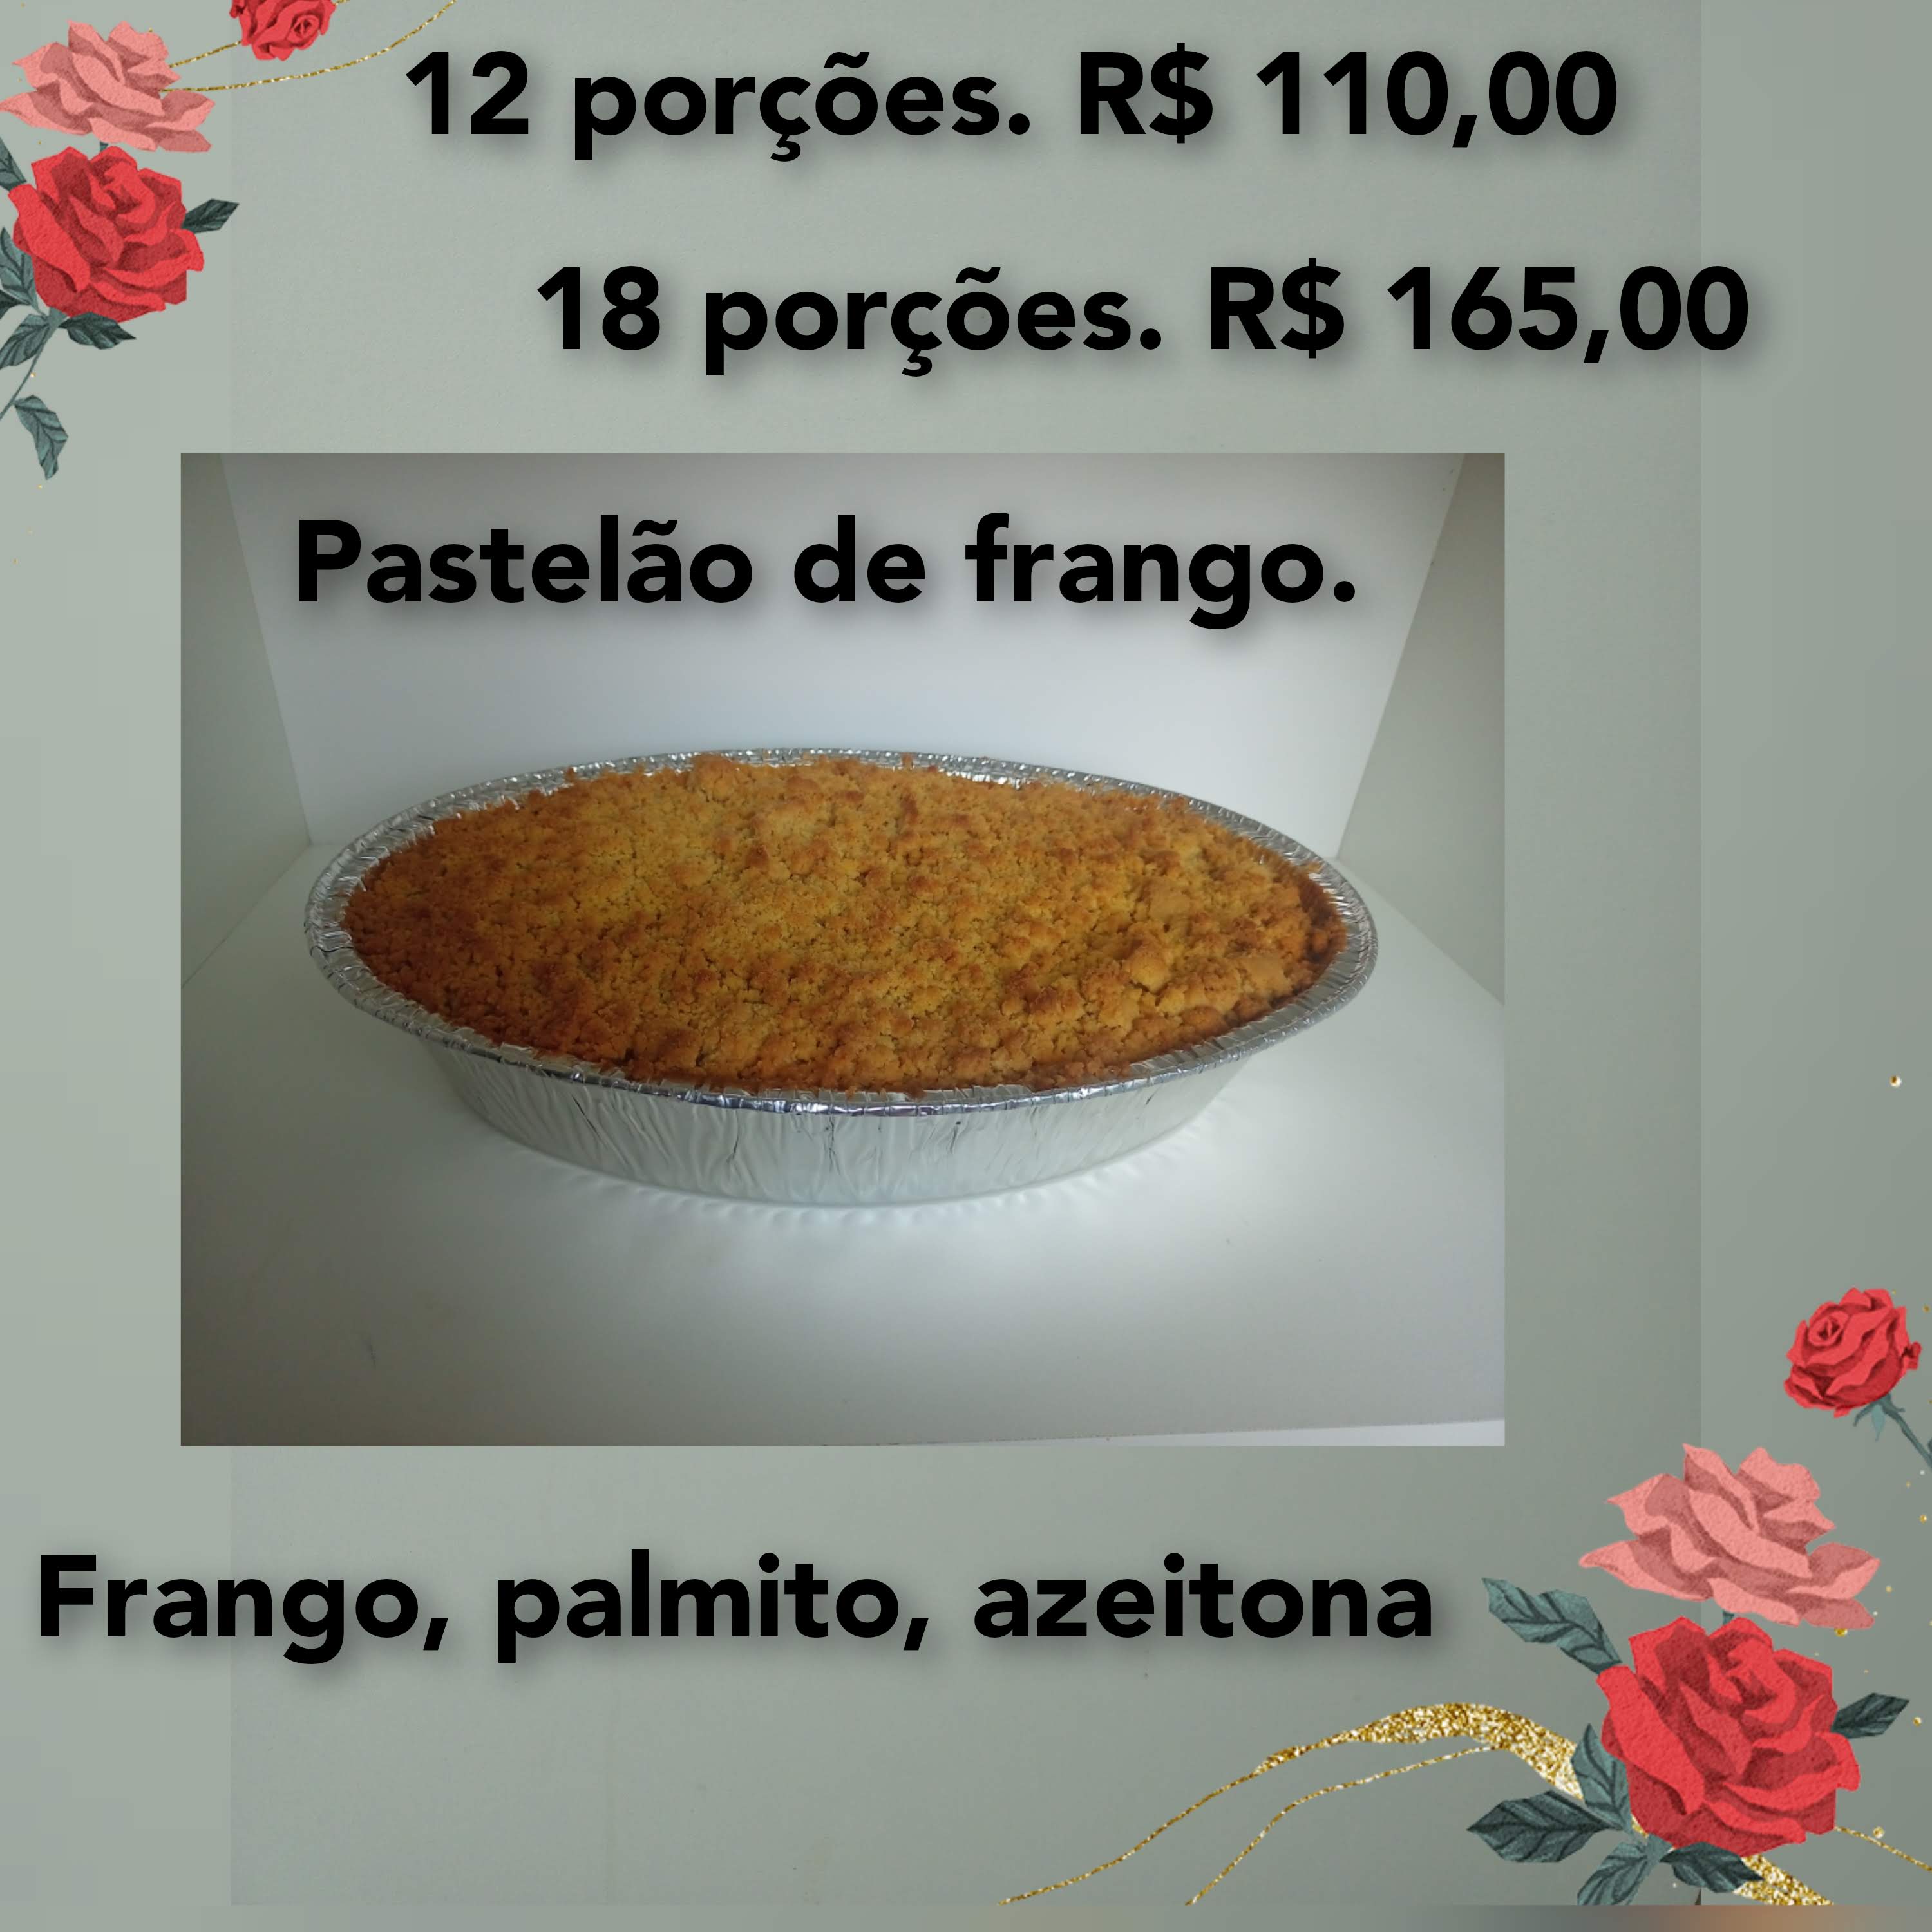 12 porções. R$ 110,00
18 porções. R$ 165,00
Pastelão de frango.
Frango, palmito, azeitona